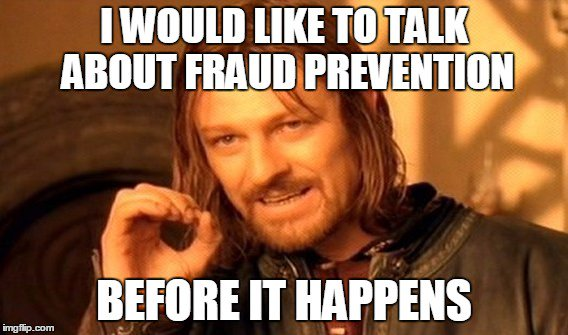 I WOULD LIKE TO TALK
ABOUT FRAUD PREVENTION
BEFORE IT HAPPENS
imgflip.com